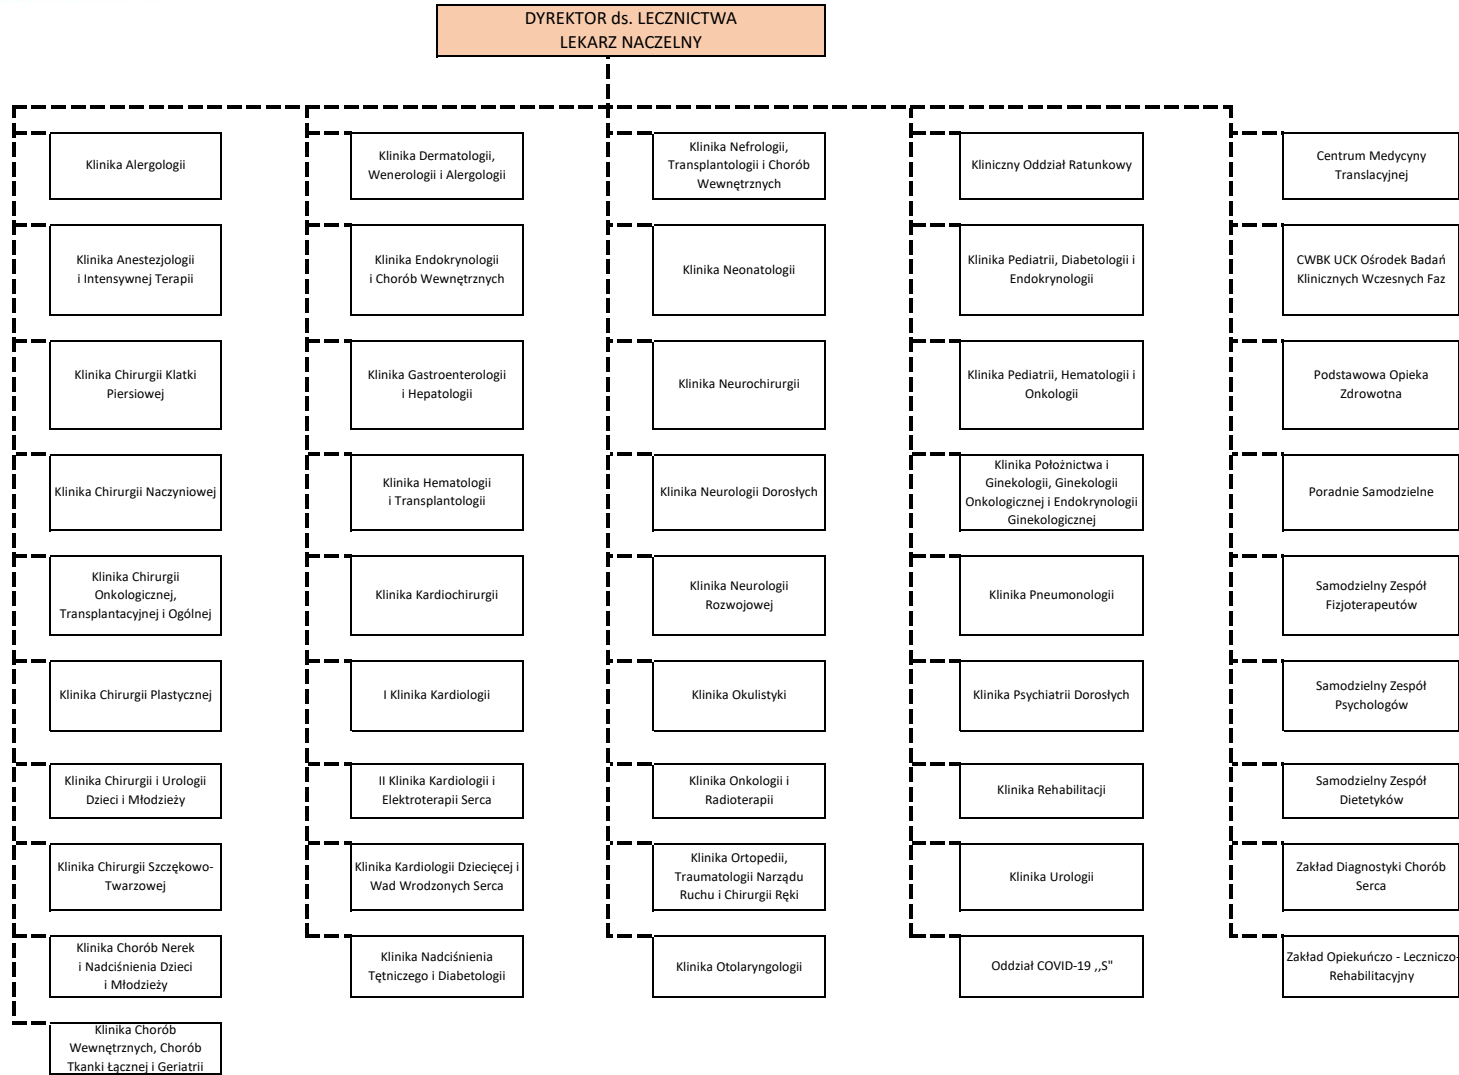 DYREKTOR ds. LECZNICTWA
LEKARZ NACZELNY
Klinika Alergologii
Klinika Anestezjologii
i Intensywnej Terapii
Klinika Chirurgii Klatki
Piersiowej
Klinika Chirurgii Naczyniowej
Klinika Chirurgii
Onkologicznej,
Transplantacyjnej i Ogólnej
Klinika Chirurgii Plastycznej
Klinika Chirurgii i Urologii
Dzieci i Młodzieży
Klinika Chirurgii Szczękowo-
Twarzowej
Klinika Chorób Nerek
i Nadciśnienia Dzieci
i Młodzieży
Klinika Chorób
Wewnętrznych, Chorób
Tkanki Łącznej i Geriatrii
Klinika Dermatologii,
Wenerologii i Alergologii
Klinika Endokrynologii
i Chorób Wewnętrznych
Klinika Gastroenterologii
i Hepatologii
Klinika Hematologii
i Transplantologii
Klinika Kardiochirurgii
I Klinika Kardiologii
II Klinika Kardiologii i
Elektroterapii Serca
Klinika Kardiologii Dziecięcej i
Wad Wrodzonych Serca
Klinika Nadciśnienia
Tętniczego i Diabetologii
Klinika Nefrologii,
Transplantologii i Chorób
Wewnętrznych
Klinika Neonatologii
Klinika Neurochirurgii
Klinika Neurologii Dorosłych
Klinika Neurologii
Rozwojowej
Klinika Okulistyki
Klinika Onkologii i
Radioterapii
Klinika Ortopedii,
Traumatologii Narządu
Ruchu i Chirurgii Ręki
Klinika Otolaryngologii
Kliniczny Oddział Ratunkowy
Klinika Pediatrii, Diabetologii i
Endokrynologii
Klinika Pediatrii, Hematologii i
Onkologii
Klinika Położnictwa i
Ginekologii, Ginekologii
Onkologicznej i Endokrynologii
Ginekologicznej
Klinika Pneumonologii
Klinika Psychiatrii Dorosłych
Klinika Rehabilitacji
Klinika Urologii
Oddział COVID-19 ,,S"
Centrum Medycyny
Translacyjnej
CWBK UCK Ośrodek Badań
Klinicznych Wczesnych Faz
Podstawowa Opieka
Zdrowotna
Poradnie Samodzielne
Samodzielny Zespół
Fizjoterapeutów
Samodzielny Zespół
Psychologów
Samodzielny Zespół
Dietetyków
Zakład Diagnostyki Chorób
Serca
Zakład Opiekuńczo - Leczniczo-
Rehabilitacyjny